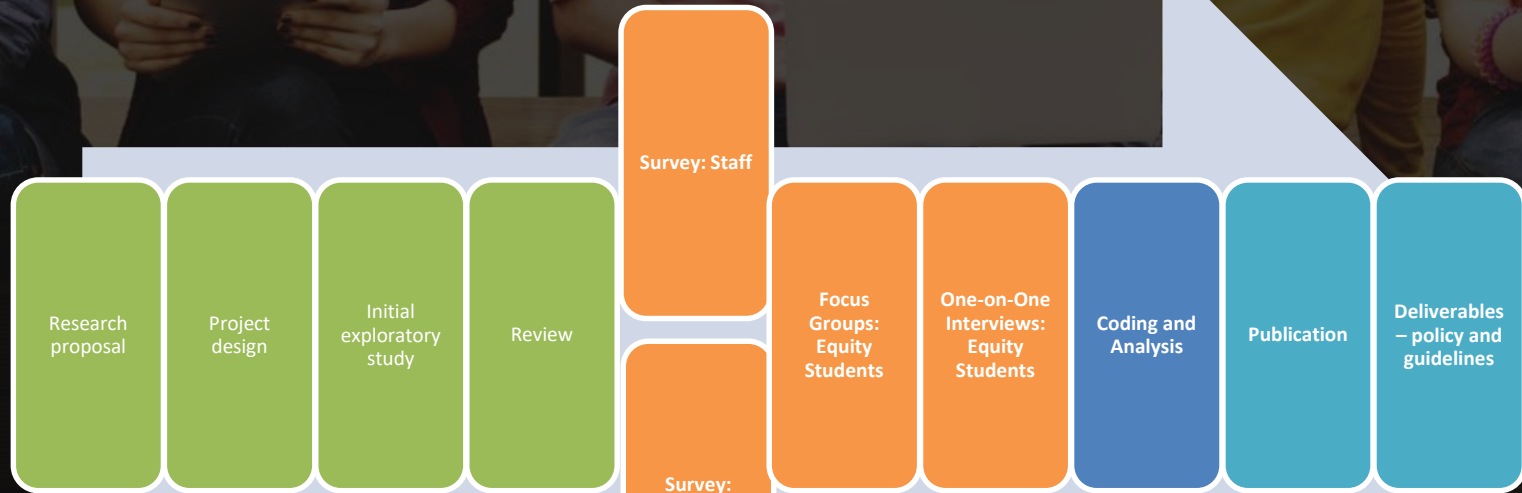 Research
proposal
Project
design
Initial
exploratory
study
Review
Survey: Staff
Survey:
Focus
Groups:
Equity
Students
One-on-One
Interviews:
Equity
Students
Coding and
Analysis
Publication
Deliverables
– policy and
guidelines